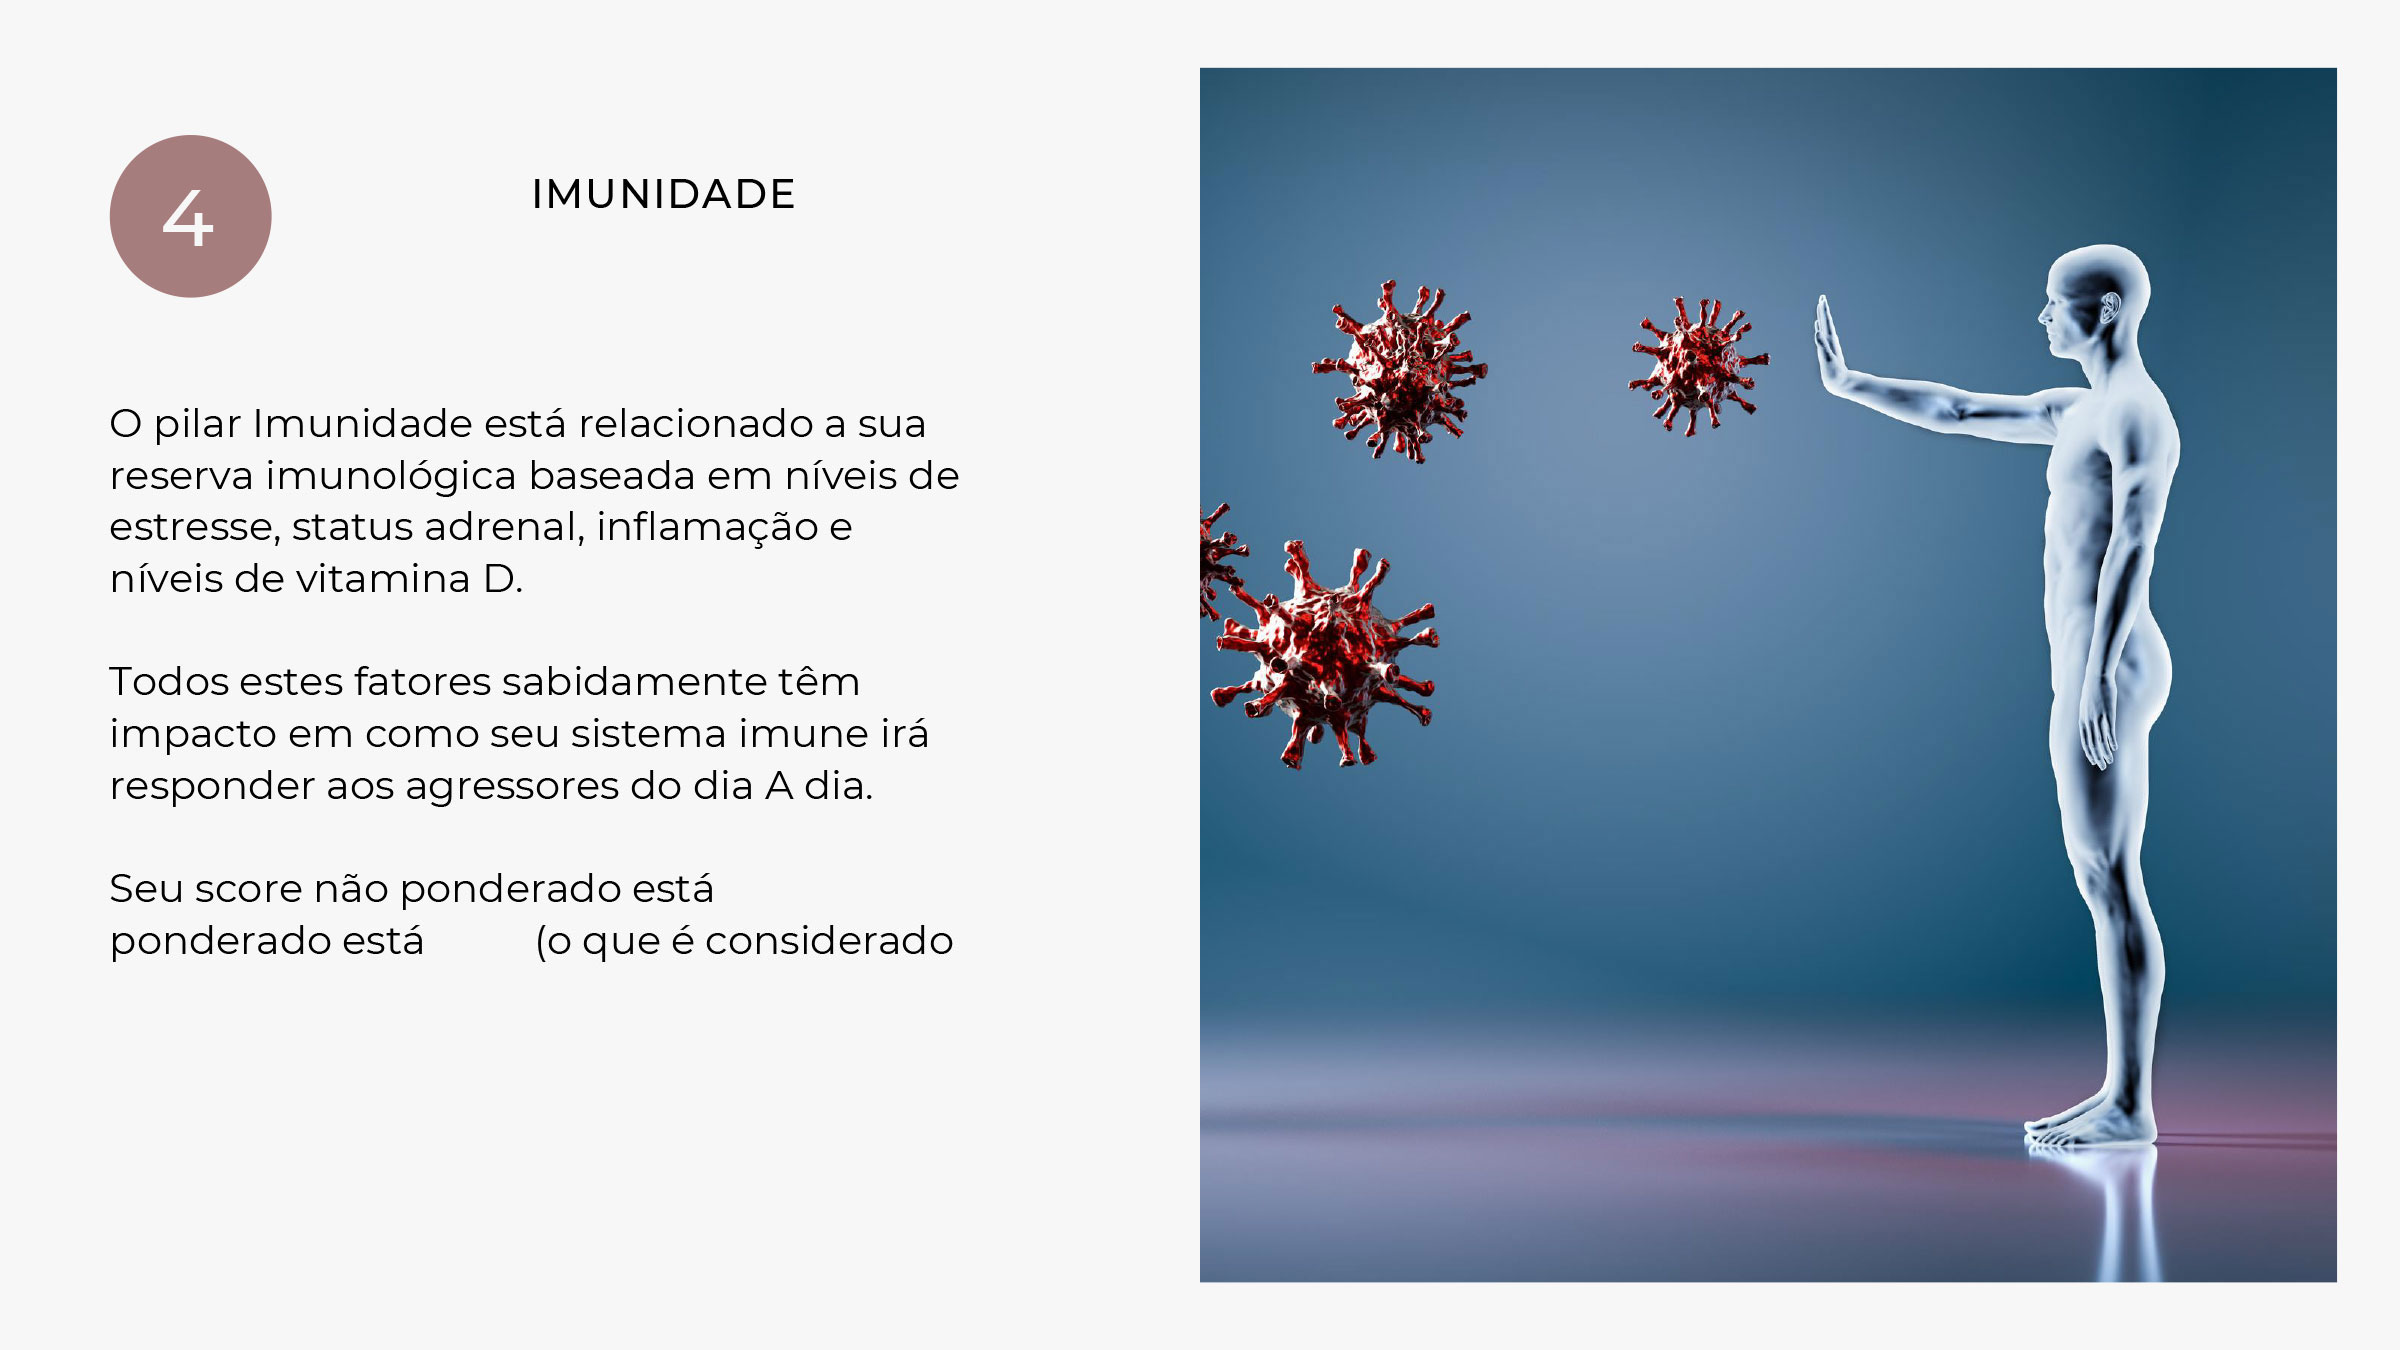 4
IMUNIDADE
O pilar Imunidade está relacionado a sua
reserva imunológica baseada em níveis de
estresse, status adrenal, inflamação e
níveis de vitamina D.
Todos estes fatores sabidamente têm
impacto em como seu sistema imune irá
responder aos agressores do dia A dia.
Seu score não ponderado está
ponderado está (o que é considerado